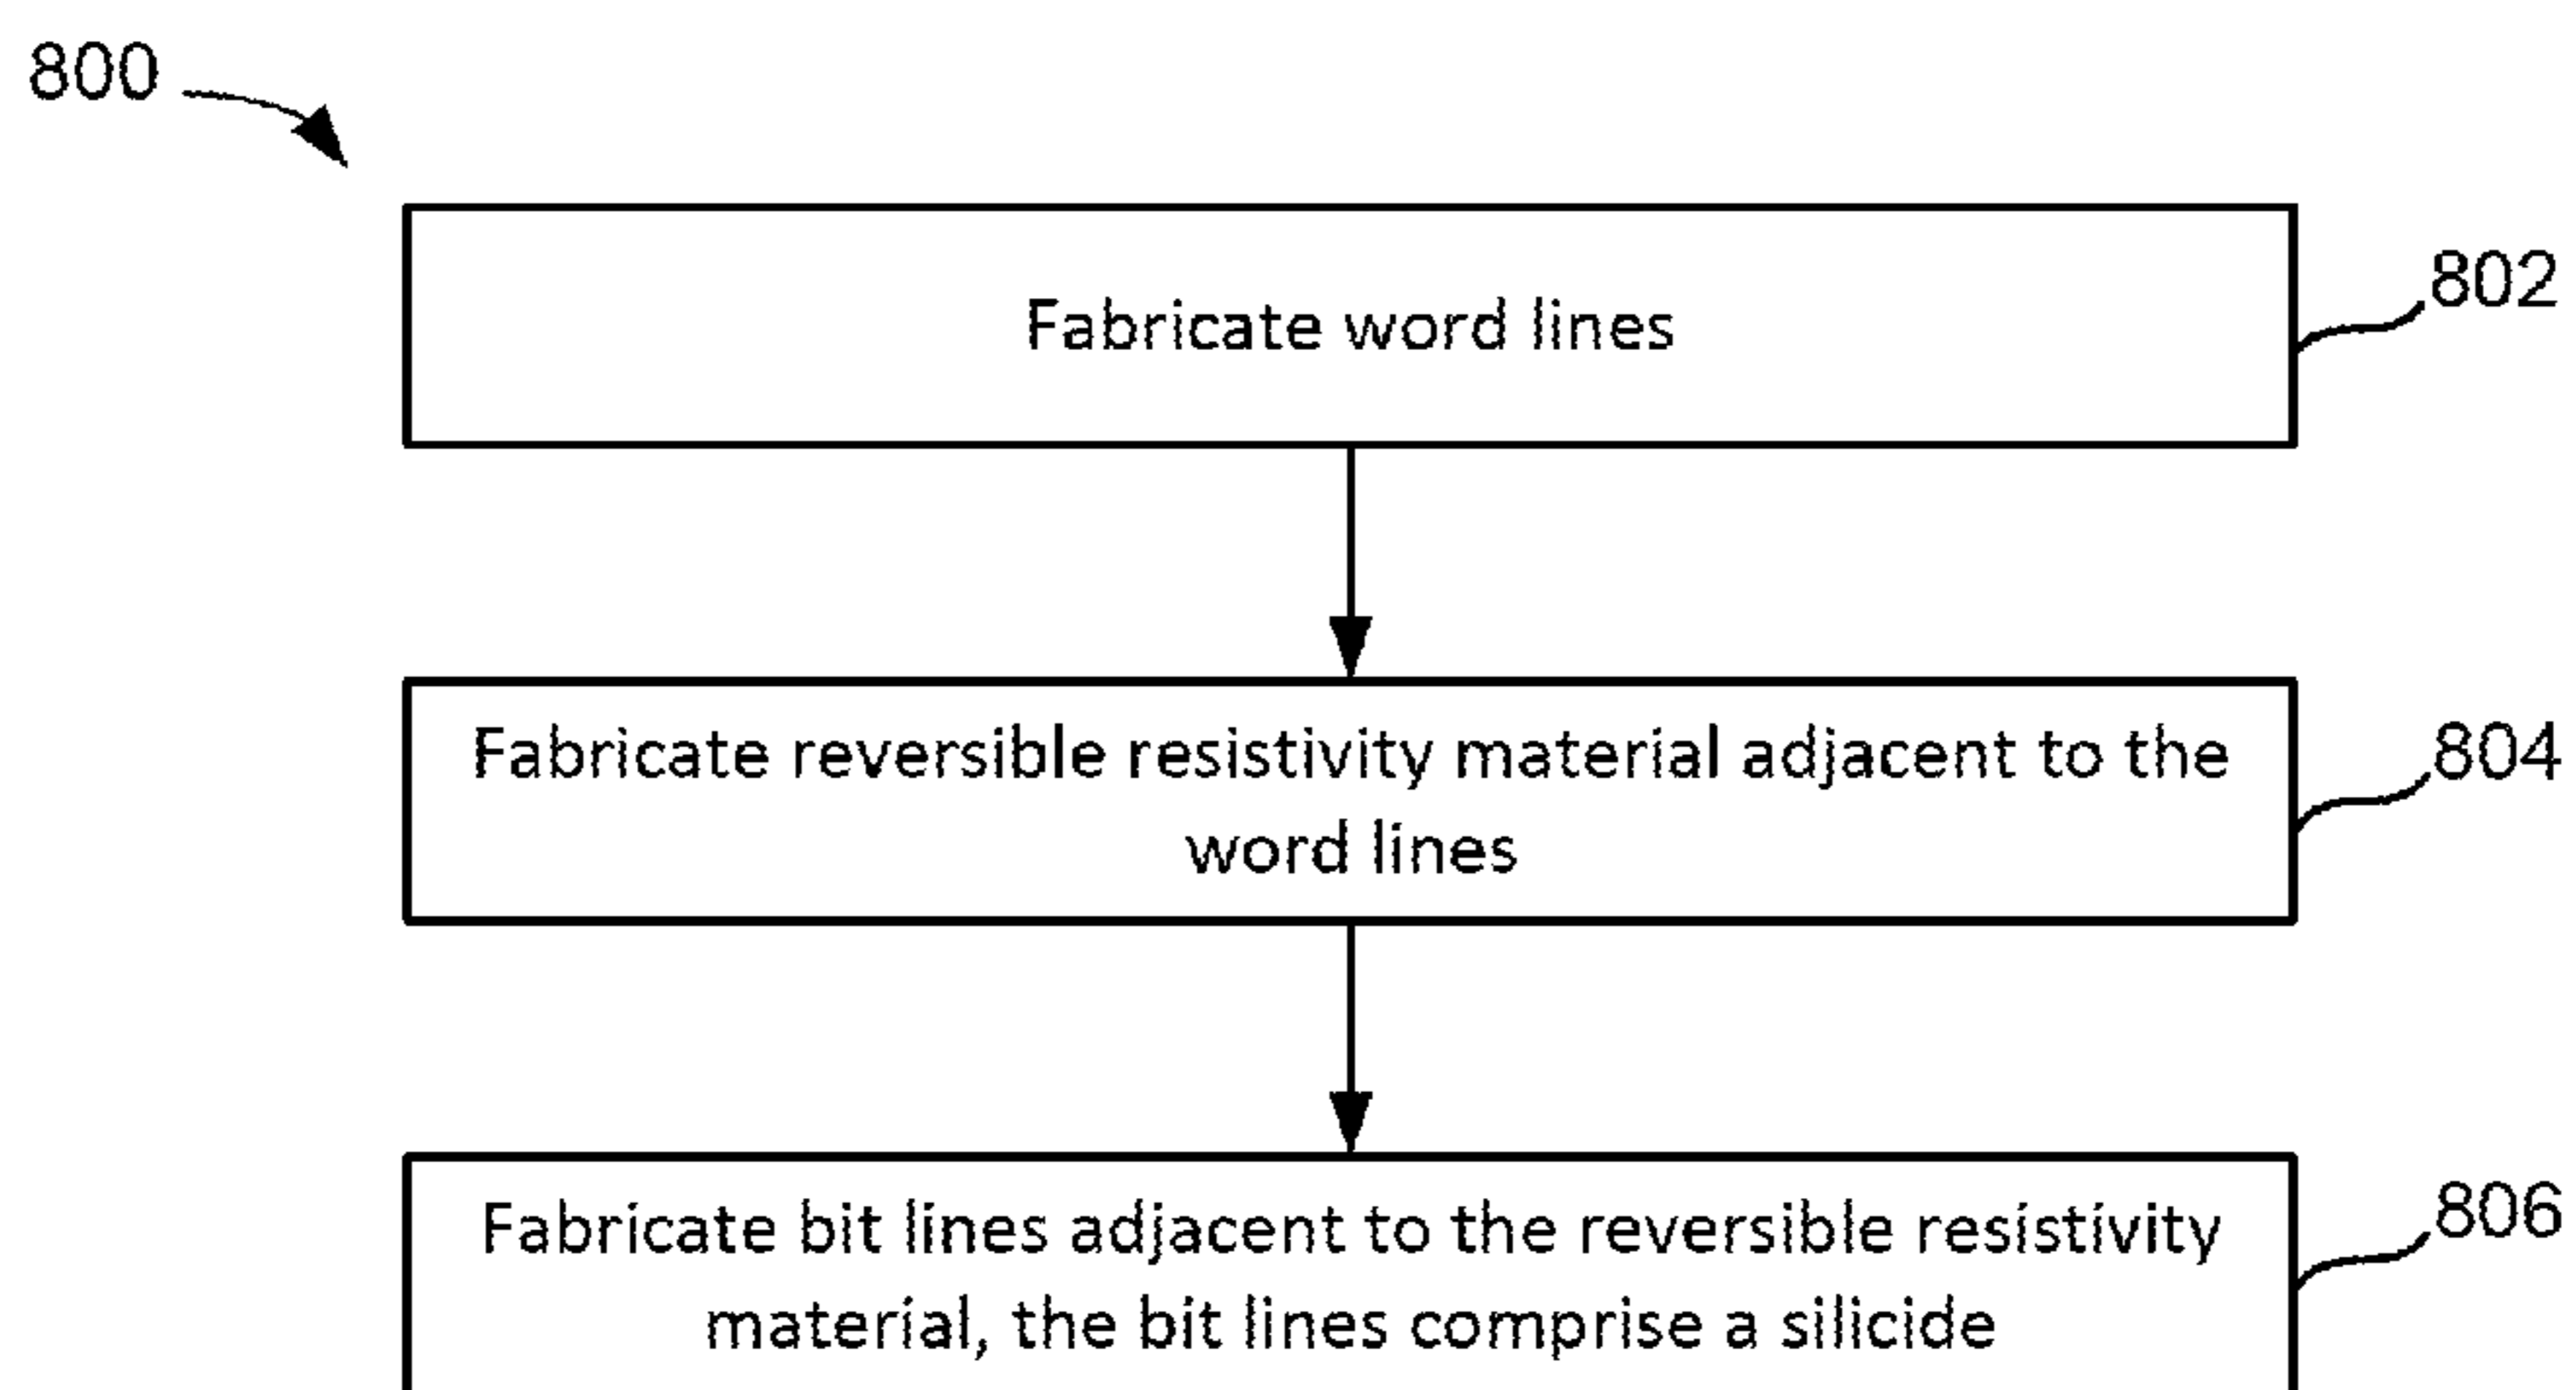 800
Fabricate word lines
802
Fabricate reversible resistivity material adjacent to the
word lines
804
Fabricate bit lines adjacent to the reversible resistivity
material, the bit lines comprise a silicide
806